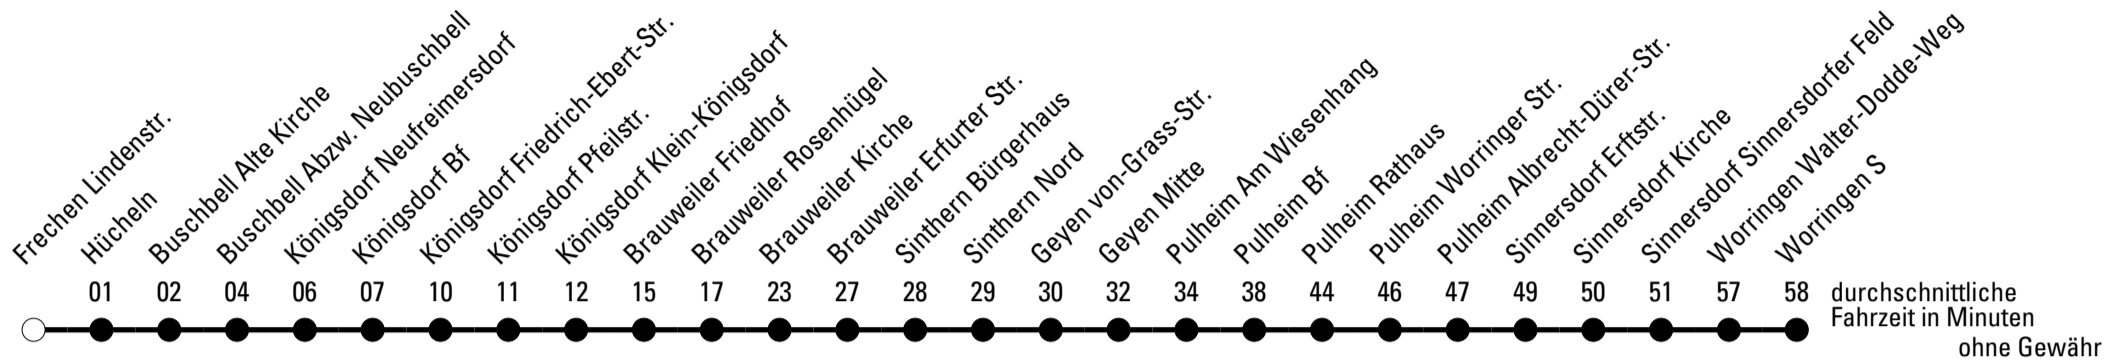 Frechen Lindenstr.
Hücheln
Buschbell Alte Kirche
Buschbell Abzw. Neubuschbell
Königsdorf Neufreimersdorf
Königsdorf Bf
Königsdorf Friedrich-Ebert-Str.
Königsdorf Pfeilstr.
Königsdorf Klein-Königsdorf
Brauweiler Friedhof
Brauweiler Rosenhügel
Brauweiler Kirche
Brauweiler Erfurter Str.
Sinthern Bürgerhaus
Sinthern Nord
Geyen von-Grass-Str.
Geyen Mitte
Pulheim Am Wiesenhang
Pulheim Bf
Pulheim Rathaus
Pulheim Worringer Str.
Pulheim Albrecht-Dürer-Str.
Sinnersdorf Erftstr.
Sinnersdorf Kirche
Sinnersdorf Sinnersdorfer Feld
Worringen Walter-Dodde-Weg
Worringen S
01 02 04 06 07 10 11 12 15 17 23 27 28 29 30 32 34 38 44 46 47 49 50 51 57 58 durchschnittliche
Fahrzeit in Minuten
ohne Gewähr